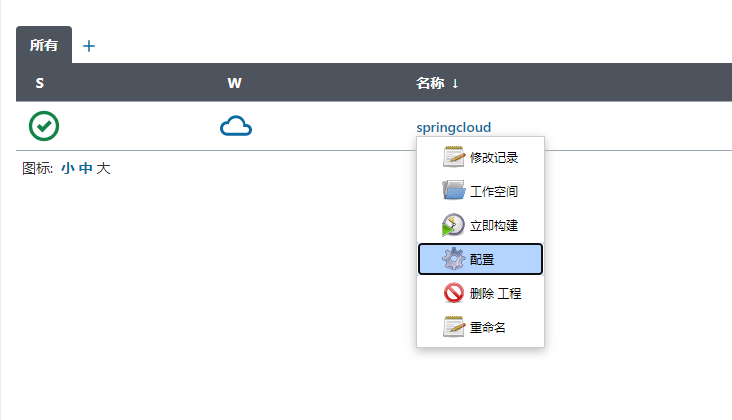 所有 +
S W 名称 ↓
springcloud
修改记录
图标: 小 中 大
工作空间
立即构建
配置
删除 工程
重命名